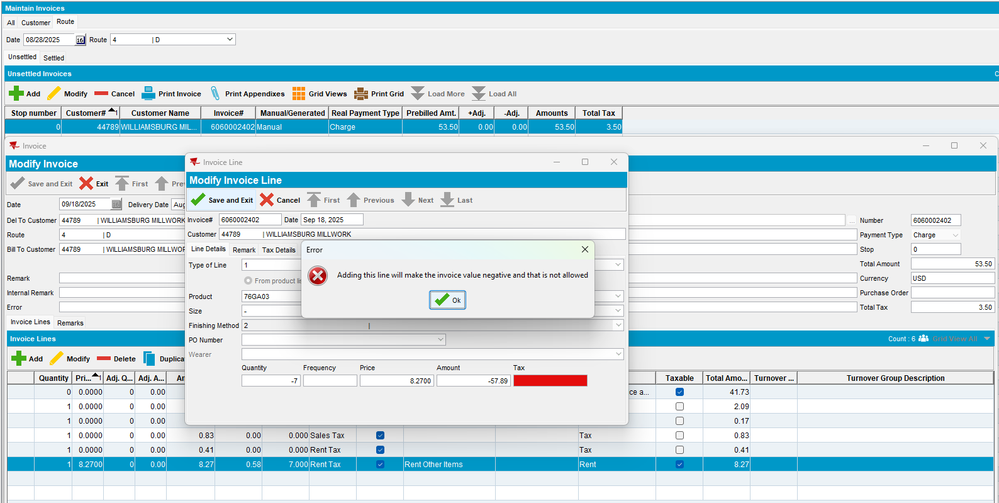 Maintain Invoices
All Customer Route
Date 08/28/2025 16 Route 4 | D
Unsettled Settled
Unsettled Invoices C
Add Modify Cancel Print Invoice Print Appendixes Grid Views Print Grid Load More Load All
Stop number Customer# 1 Customer Name Invoice# Manual/Generated Real Payment Type Prebilled Amt. +Adj. -Adj. Amounts Total Tax
0 44789 WILLIAMSBURG MIL... 6060002402 Manual Charge 53.50 0.00 0.00 53.50 3.50
Invoice
Modify Invoice
Save and Exit Exit First Prev
Date 09/18/2025 16 Delivery Date Aug
Del To Customer 44789 | WILLIAMSBURG MILLWORK ... Number 6060002402
Route 4 | D Payment Type Charge
Bill To Customer 44789 | WILLIAMSBURG MILLWOR Stop 0
Total Amount 53.50
Remark Currency USD
Internal Remark Purchase Order
Error Total Tax 3.50
Invoice Lines Remarks
Invoice Lines Count : 6 Grid View All
Add Modify Delete Duplica
Quantity Pri... 1 Adj. Q... Adj. A... An Taxable Total Amo... Turnover ... Turnover Group Description
0 0.0000 0 0.00 ce a... 41.73
1 0.0000 0 0.00 2.09
1 0.0000 0 0.00 0.17
1 0.0000 0 0.00 0.83 0.00 0.000 Sales Tax Tax 0.83
1 0.0000 0 0.00 0.41 0.00 0.000 Rent Tax Tax 0.41
1 8.2700 0 0.00 8.27 0.58 7.000 Rent Tax Rent Other Items Rent 8.27
Invoice Line
Modify Invoice Line
Save and Exit Cancel First Previous Next Last
Invoice# 6060002402 Date Sep 18, 2025
Customer 44789 | WILLIAMSBURG MILLWORK
Line Details Remark Tax Details
Type of Line 1
From product lis
Product 76GA03
Size -
Finishing Method 2 |
PO Number
Wearer
Quantity Frequency Price Amount Tax
-7 8.2700 -57.89
Error
Adding this line will make the invoice value negative and that is not allowed
Ok